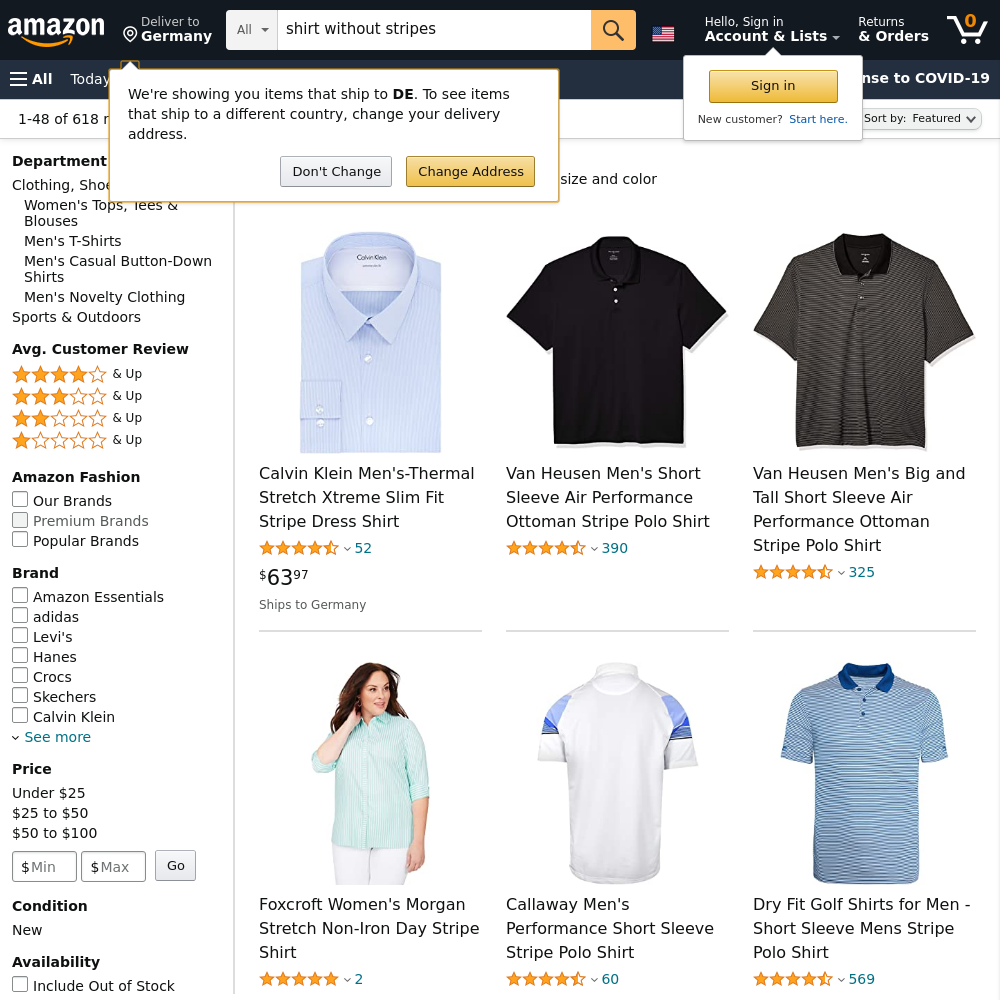 amazon
Deliver to
Germany
All
shirt without stripes
Hello, Sign in
Account & Lists
Returns
& Orders
0
All
Today
nse to COVID-19
We're showing you items that ship to DE. To see items
that ship to a different country, change your delivery
address.
Don't Change
Change Address
Sign in
New customer? Start here.
1-48 of 618 r
Sort by: Featured
size and color
Department
Clothing, Shoe
Women's Tops, Tees &
Blouses
Men's T-Shirts
Men's Casual Button-Down
Shirts
Men's Novelty Clothing
Sports & Outdoors
Avg. Customer Review
& Up
& Up
& Up
& Up
Amazon Fashion
Our Brands
Premium Brands
Popular Brands
Brand
Amazon Essentials
adidas
Levi's
Hanes
Crocs
Skechers
Calvin Klein
See more
Price
Under $25
$25 to $50
$50 to $100
$ Min
$ Max
Go
Condition
New
Availability
Include Out of Stock
Calvin Klein
Calvin Klein Men's-Thermal
Stretch Xtreme Slim Fit
Stripe Dress Shirt
52
$6397
Ships to Germany
Van Heusen Men's Short
Sleeve Air Performance
Ottoman Stripe Polo Shirt
390
Van Heusen Men's Big and
Tall Short Sleeve Air
Performance Ottoman
Stripe Polo Shirt
325
Foxcroft Women's Morgan
Stretch Non-Iron Day Stripe
Shirt
2
Callaway Men's
Performance Short Sleeve
Stripe Polo Shirt
60
Dry Fit Golf Shirts for Men -
Short Sleeve Mens Stripe
Polo Shirt
569